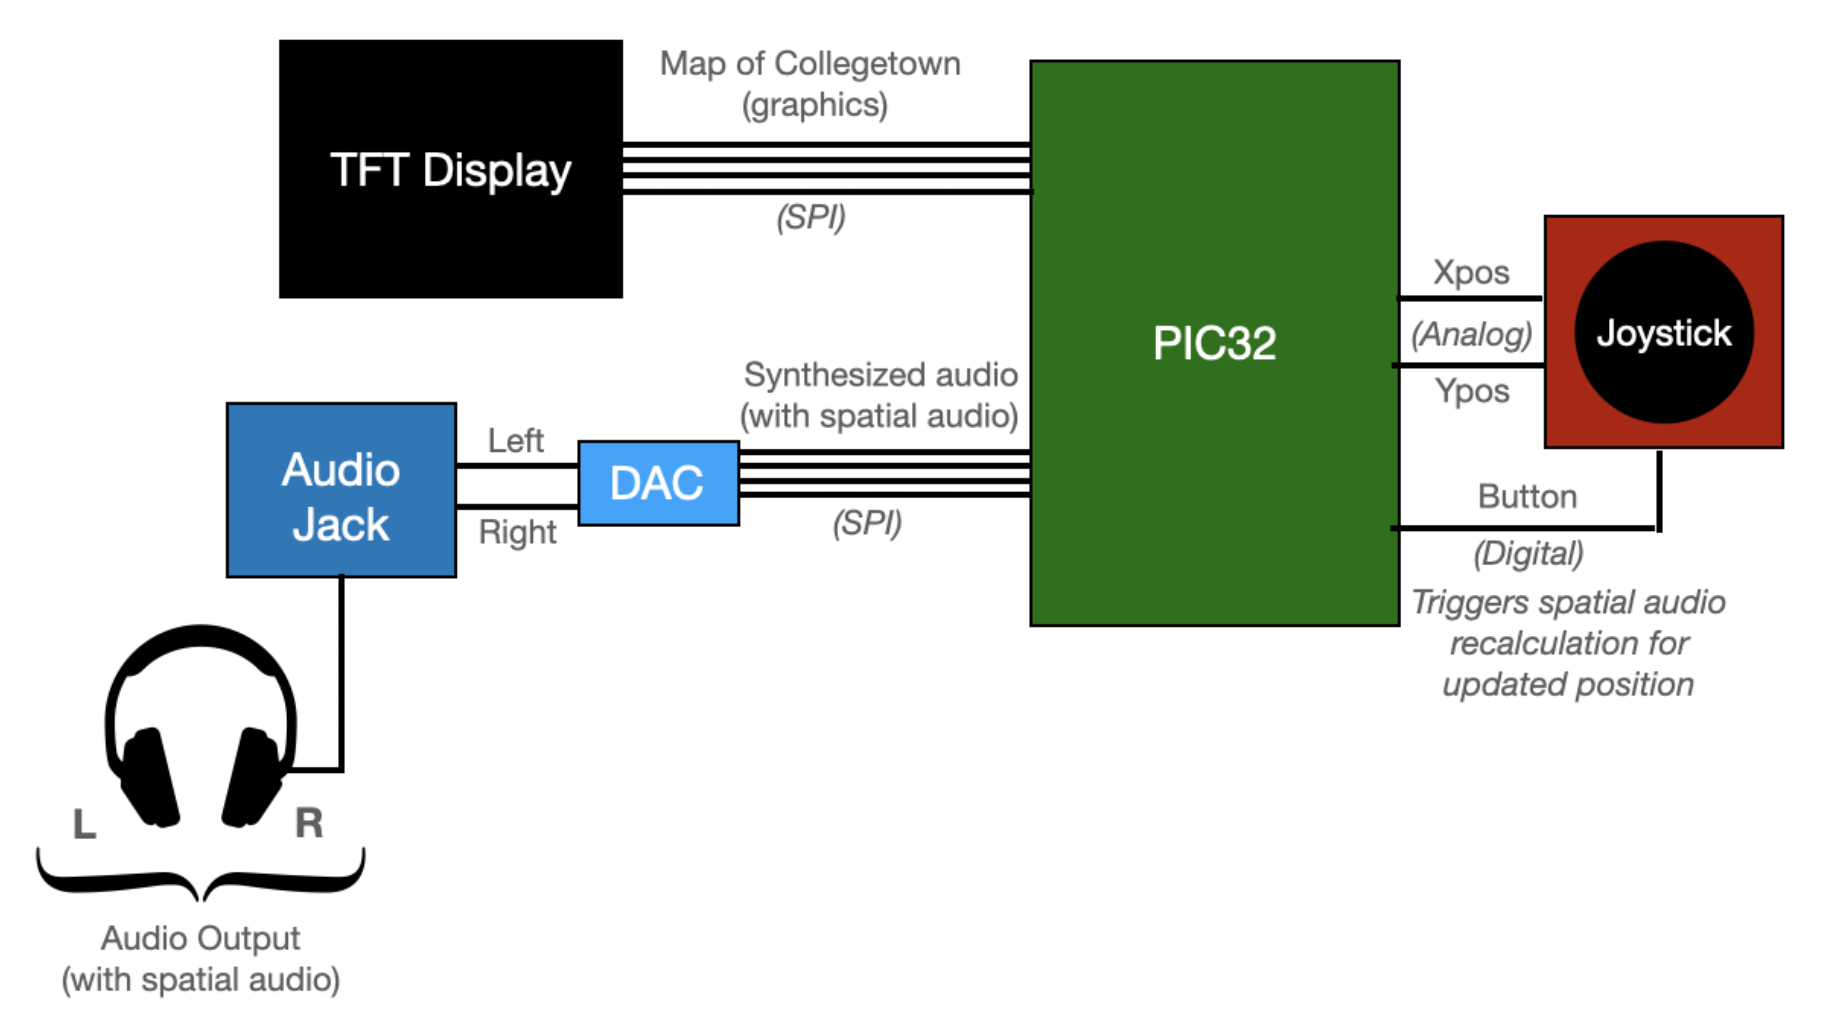 Map of Collegetown
(graphics)
TFT Display
(SPI)
PIC32
Xpos
(Analog)
Ypos
Joystick
Synthesized audio
(with spatial audio)
Audio
Jack
Left
Right
DAC
(SPI)
Button
(Digital)
Triggers spatial audio
recalculation for
updated position
L
R
Audio Output
(with spatial audio)